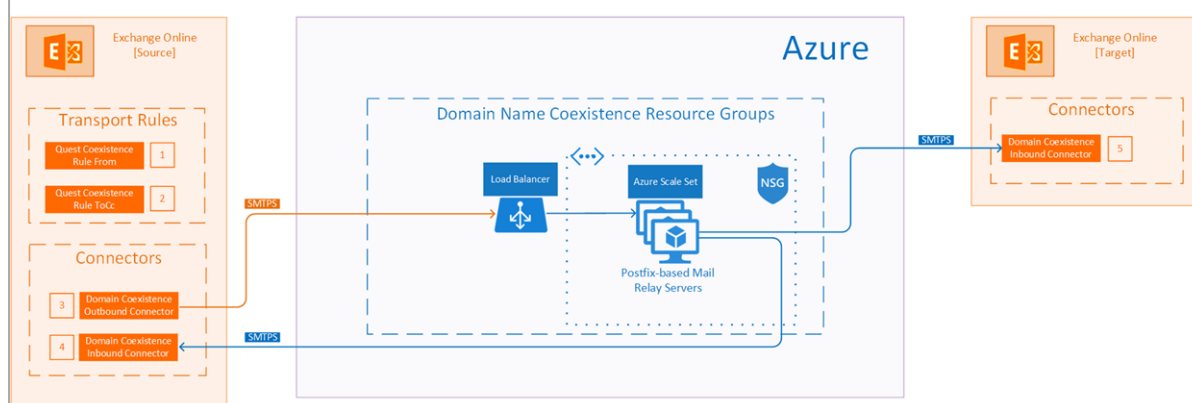 Exchange Online
[Source]
Transport Rules
Quest Coexistence
Rule From
1
Quest Coexistence
Rule ToCc
2
Connectors
3
Domain Coexistence
Outbound Connector
4
Domain Coexistence
Inbound Connector
SMTPS
SMTPS
Azure
Domain Name Coexistence Resource Groups
Load Balancer
Azure Scale Set
NSG
Postfix-based Mail
Relay Servers
SMTPS
Exchange Online
[Target]
Connectors
Domain Coexistence
Inbound Connector
5